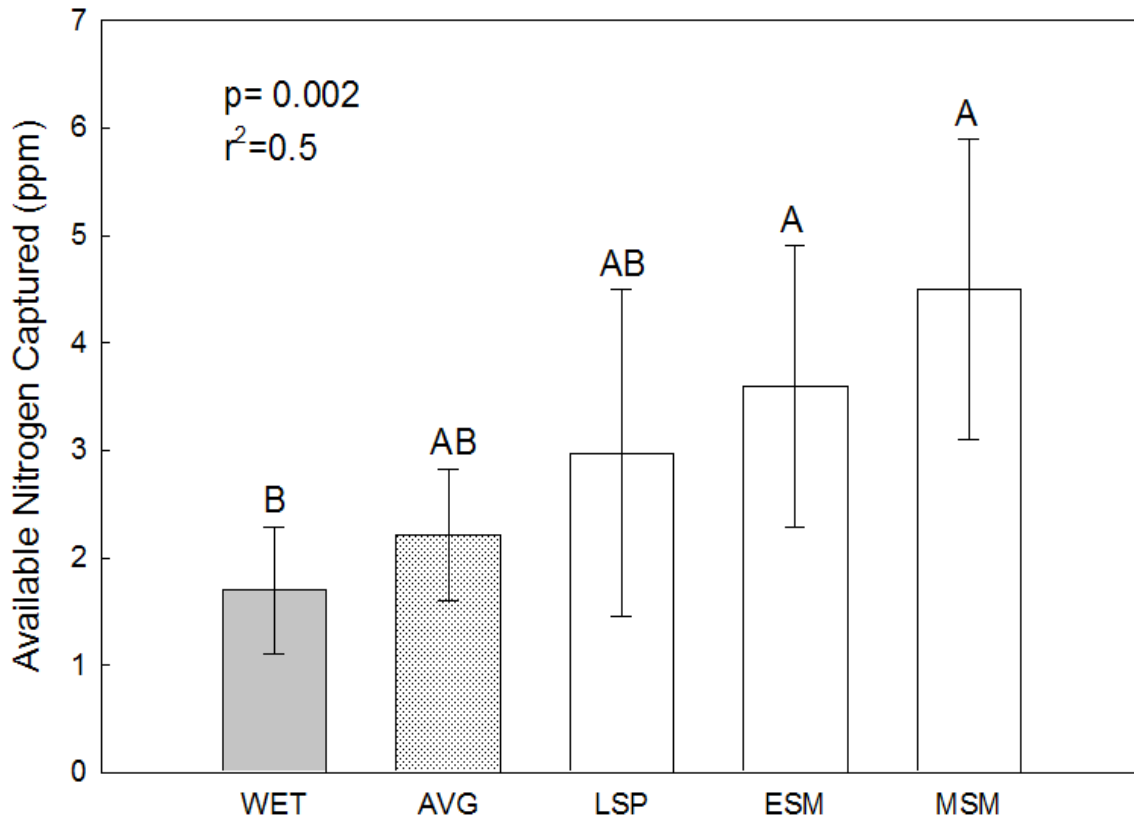 Available Nitrogen Captured (ppm)
7
6
5
4
3
2
1
0
p= 0.002
r²=0.5
B
AB
AB
A
A
WET AVG LSP ESM MSM